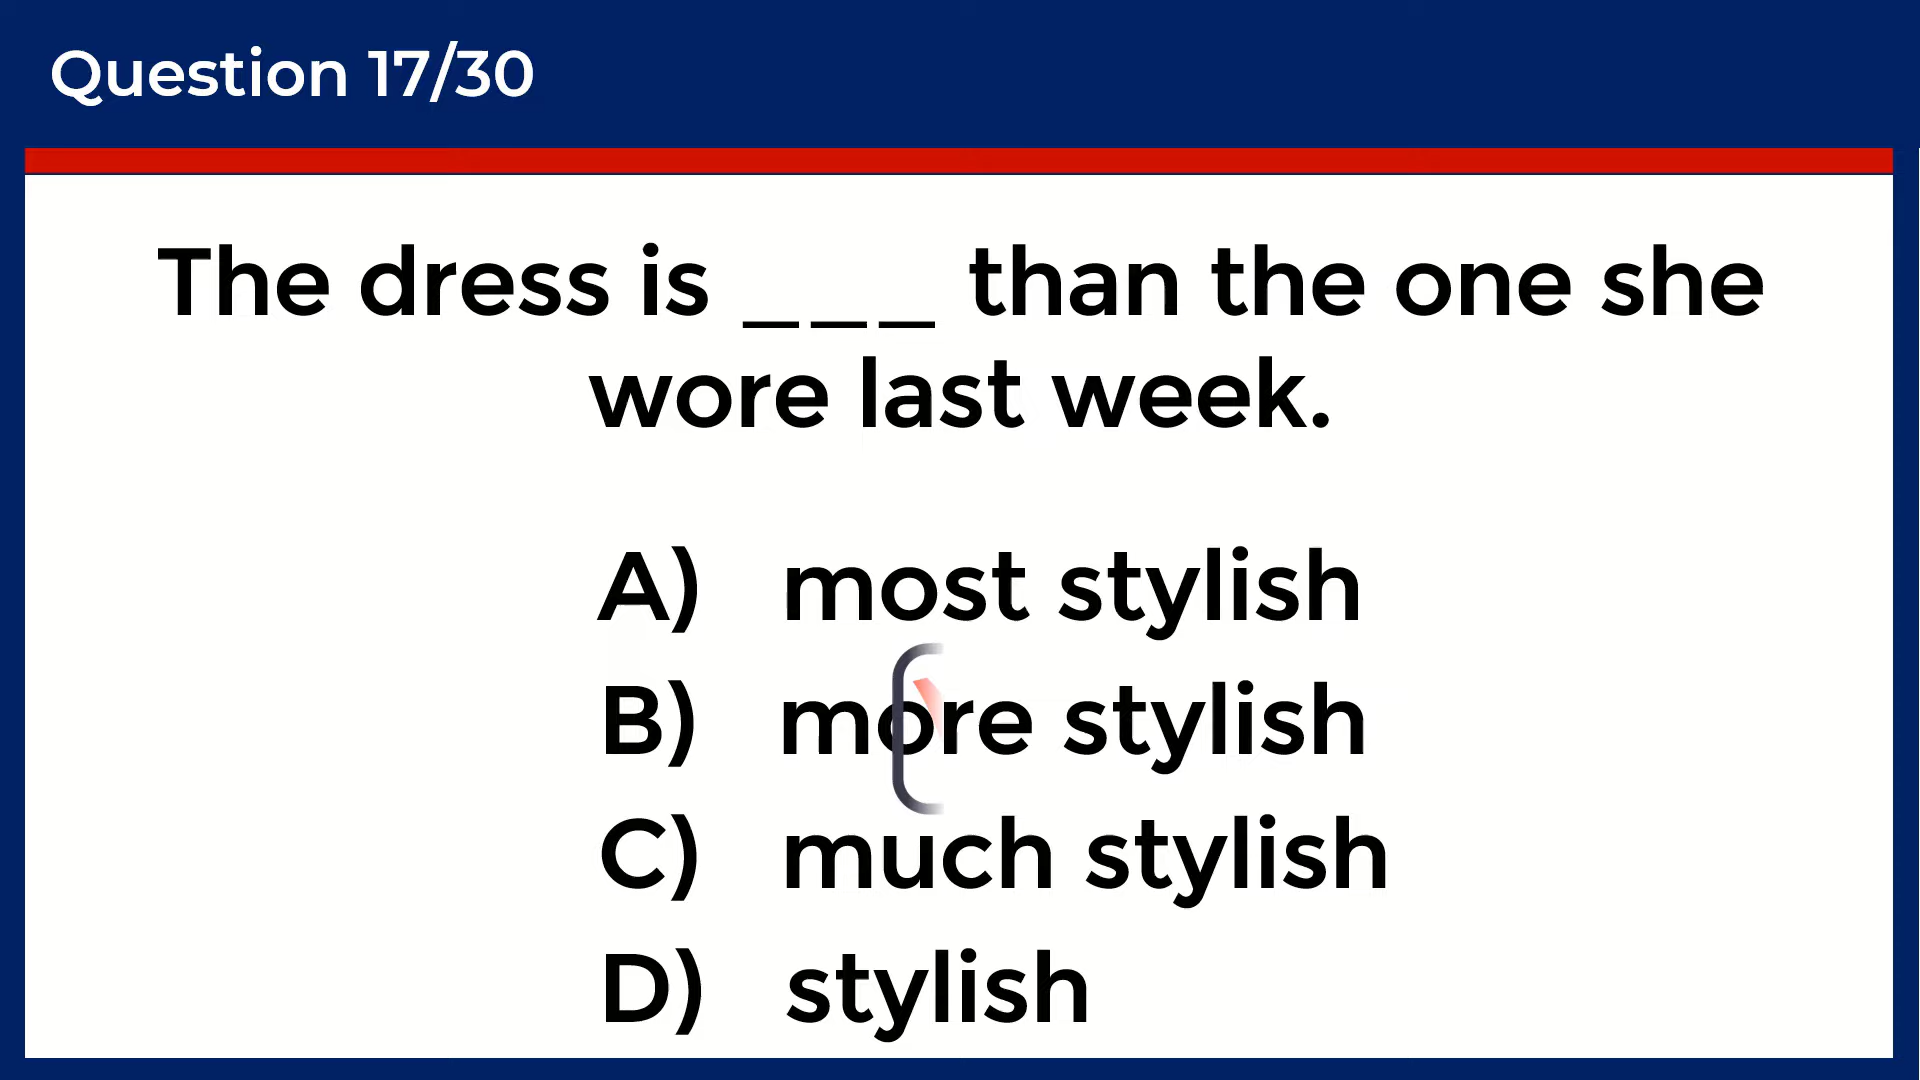 Question 17/30
The dress is ___ than the one she
wore last week.
A) most stylish
B) more stylish
C) much stylish
D) stylish